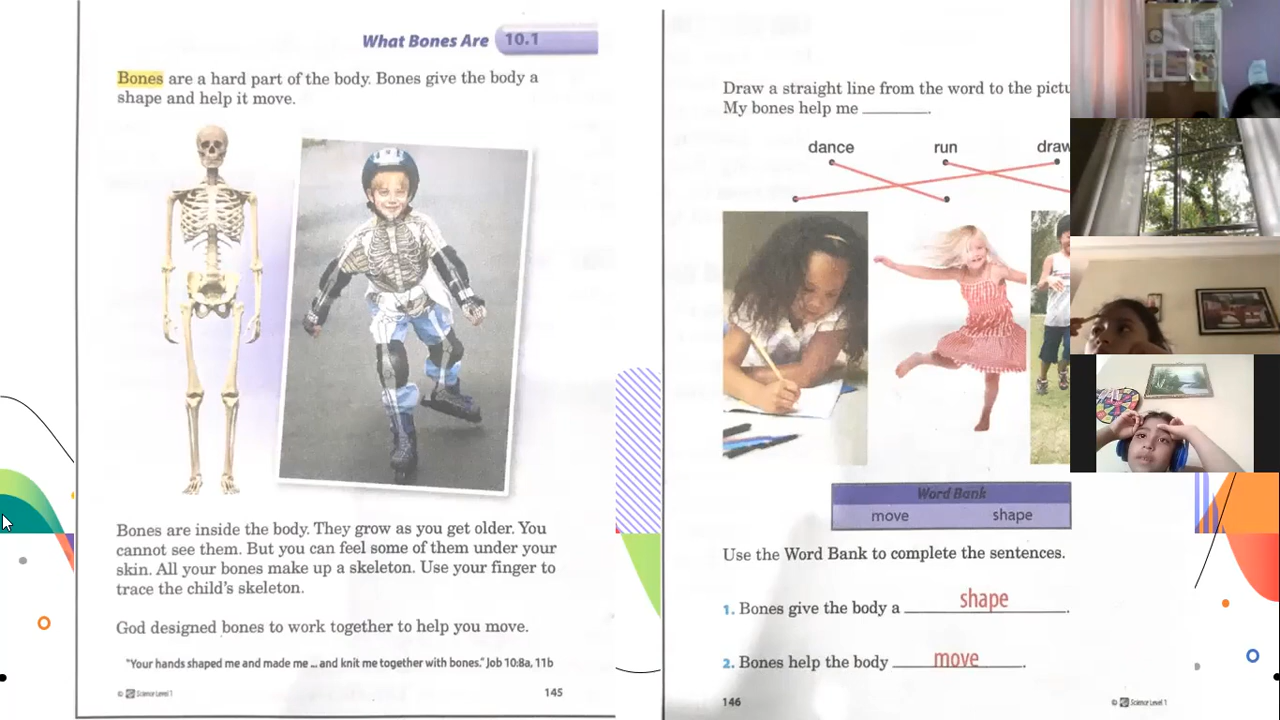 What Bones Are 10.1
Bones are a hard part of the body. Bones give the body a
shape and help it move.
Bones are inside the body. They grow as you get older. You
cannot see them. But you can feel some of them under your
skin. All your bones make up a skeleton. Use your finger to
trace the child's skeleton.
God designed bones to work together to help you move.
"Your hands shaped me and made me ... and knit me together with bones." Job 10:8a, 11b
© Science Level 1
145
Draw a straight line from the word to the pictu
My bones help me ________.
dance run draw
Word Bank
move shape
Use the Word Bank to complete the sentences.
1. Bones give the body a shape.
2. Bones help the body move.
146
© Science Level 1